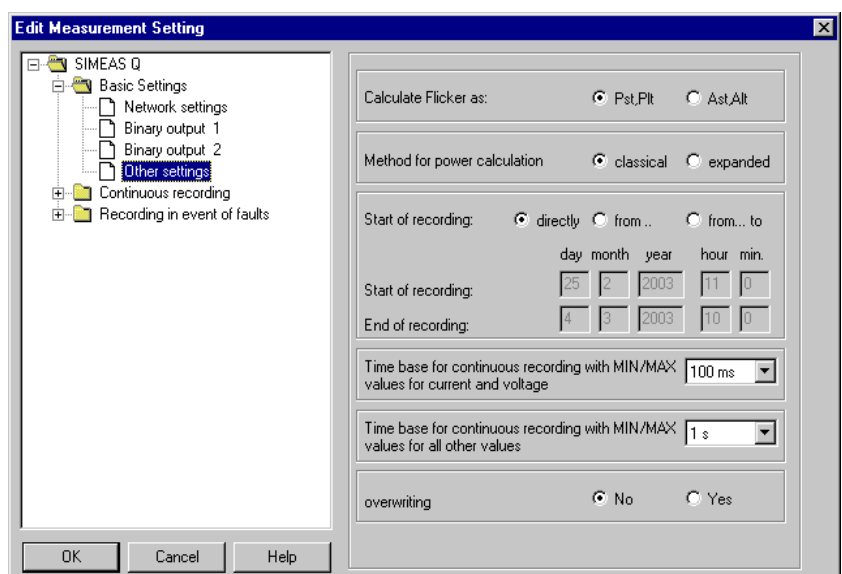 Edit Measurement Setting
SIMEAS Q
Basic Settings
Network settings
Binary output 1
Binary output 2
Other settings
Continuous recording
Recording in event of faults
OK Cancel Help
Calculate Flicker as: Pst,Plt Ast,Alt
Method for power calculation classical expanded
Start of recording: directly from .. from... to
day month year hour min.
Start of recording: 25 2 2003 11 0
End of recording: 4 3 2003 10 0
Time base for continuous recording with MIN/MAX
values for current and voltage
100 ms
Time base for continuous recording with MIN/MAX
values for all other values
1 s
overwriting No Yes